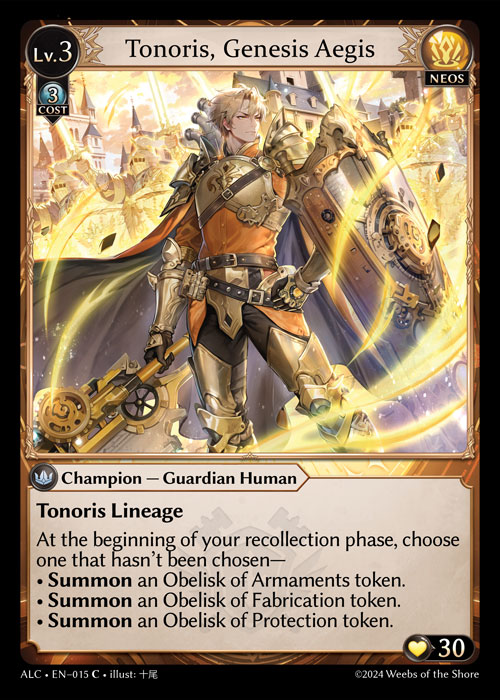 Lv.3
Tonoris, Genesis Aegis
NEOS
3
COST
Champion — Guardian Human
Tonoris Lineage
At the beginning of your recollection phase, choose
one that hasn't been chosen—
• Summon an Obelisk of Armaments token.
• Summon an Obelisk of Fabrication token.
• Summon an Obelisk of Protection token.
30
ALC • EN–015 C • illust: 十尾
©2024 Weebs of the Shore